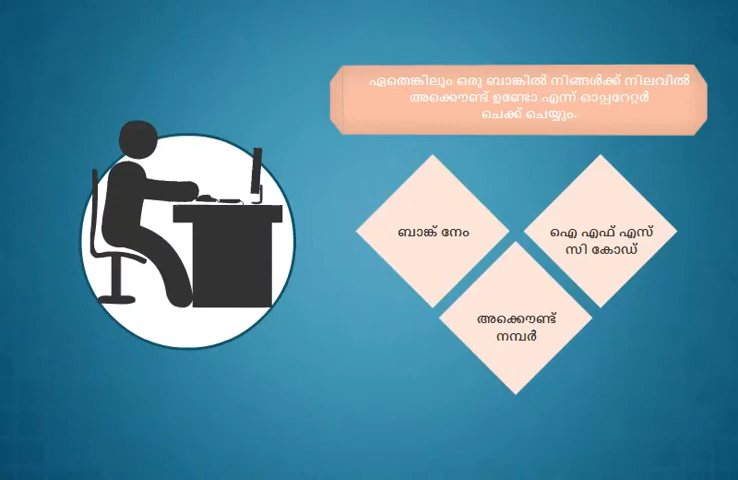 ഏതെങ്കിലും ഒരു ബാങ്കിൽ നിങ്ങൾക്ക് നിലവിൽ
അക്കൌണ്ട് ഉണ്ടോ എന്ന് ഓപ്പറേറ്റർ
ചെക്ക് ചെയ്യും.
ബാങ്ക് നേം
ഐ എഫ് എസ്
സി കോഡ്
അക്കൌണ്ട്
നമ്പർ